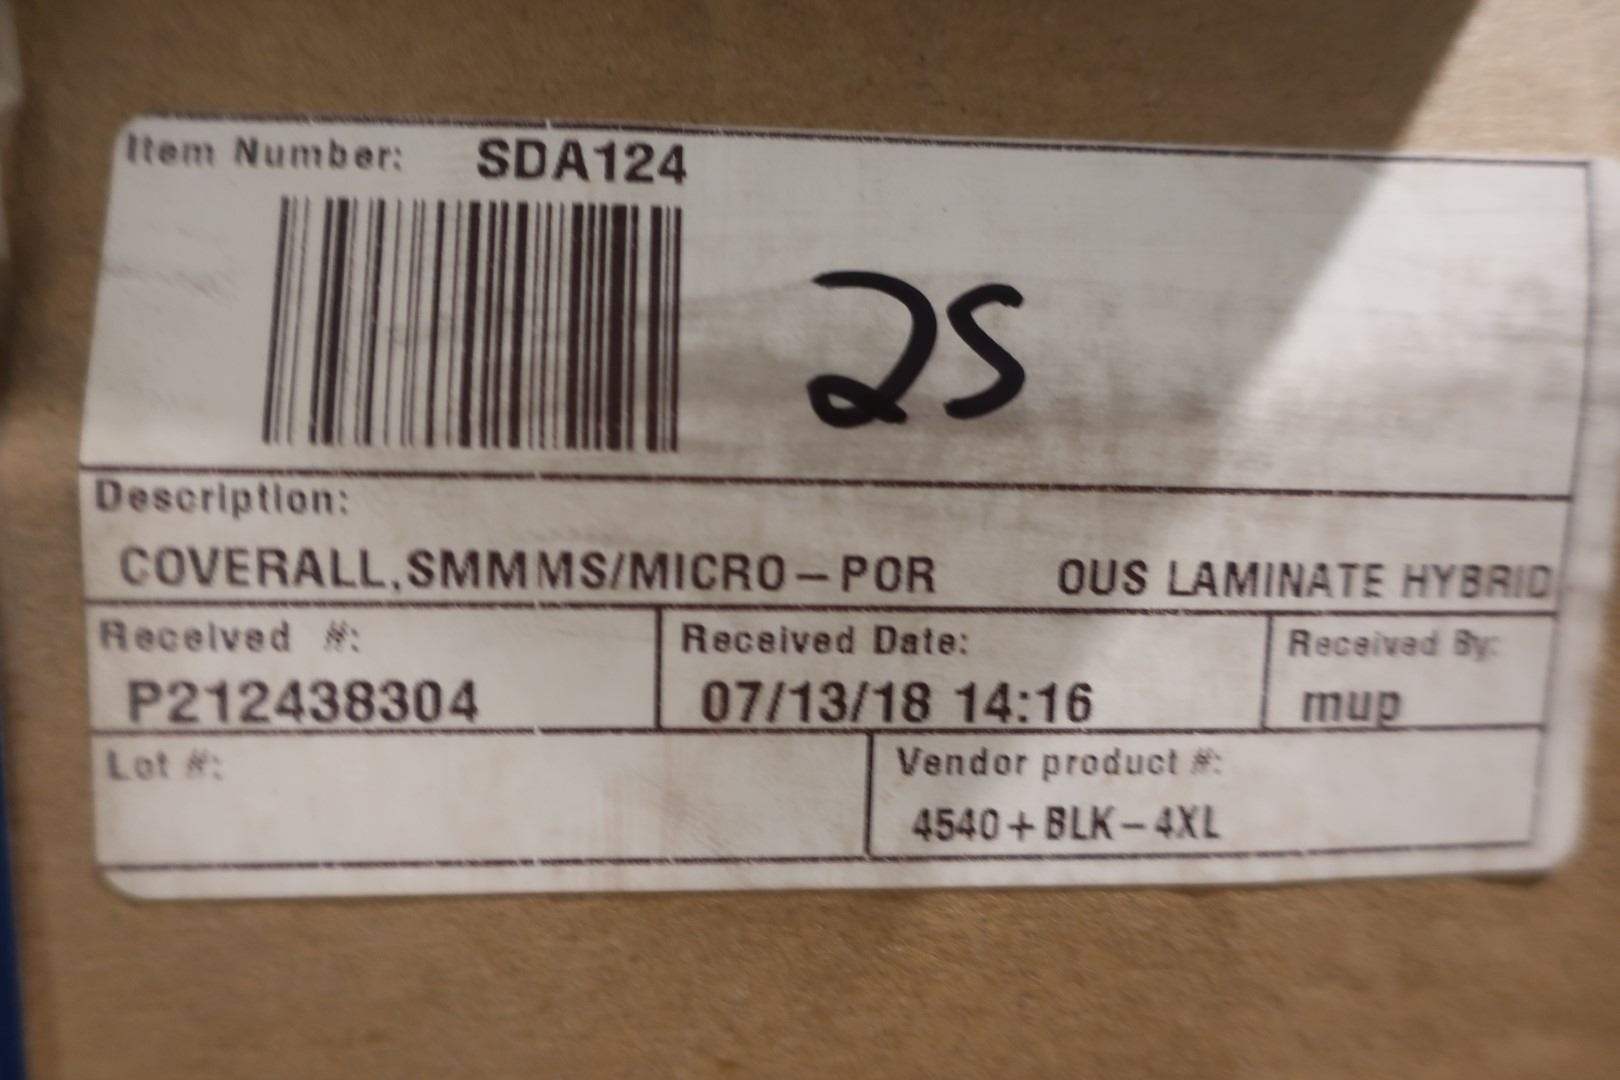 Item Number: SDA124
25
Description:
COVERALL,SMMMMS/MICRO-POR OUS LAMINATE HYBRID
Received #: Received Date: Received By:
P212438304 07/13/18 14:16 mup
Lot #: Vendor product #:
4540+BLK-4XL